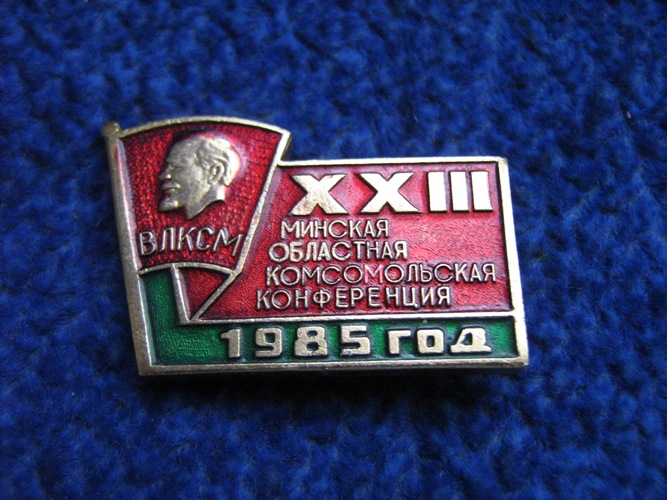 ВЛКСМ
XXIII
МИНСКАЯ
ОБЛАСТНАЯ
КОМСОМОЛЬСКАЯ
КОНФЕРЕНЦИЯ
1985 год